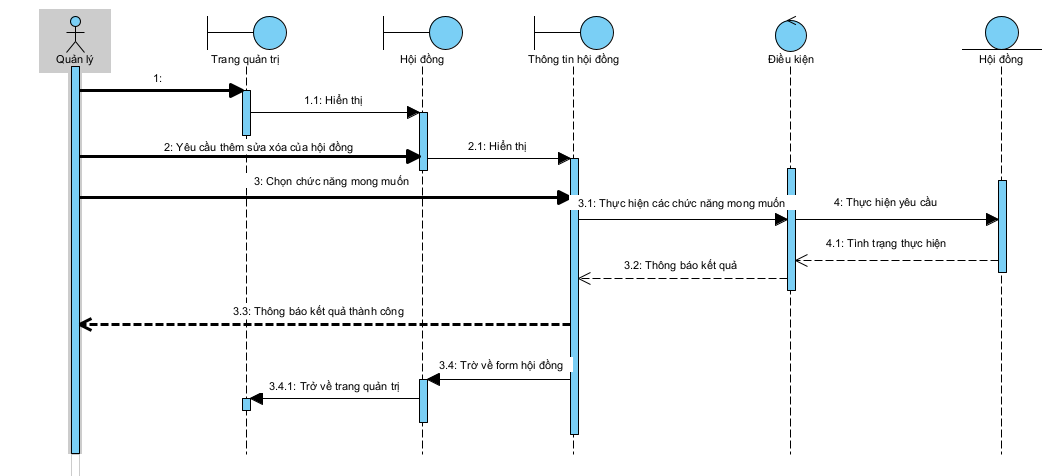 Quản lý
Trang quản trị
Hội đồng
Thông tin hội đồng
Điều kiện
Hội đồng
1:
1.1: Hiển thị
2: Yêu cầu thêm sửa xóa của hội đồng
2.1: Hiển thị
3: Chọn chức năng mong muốn
3.1: Thực hiện các chức năng mong muốn
4: Thực hiện yêu cầu
4.1: Tình trạng thực hiện
3.2: Thông báo kết quả
3.3: Thông báo kết quả thành công
3.4: Trờ về form hội đồng
3.4.1: Trở về trang quản trị